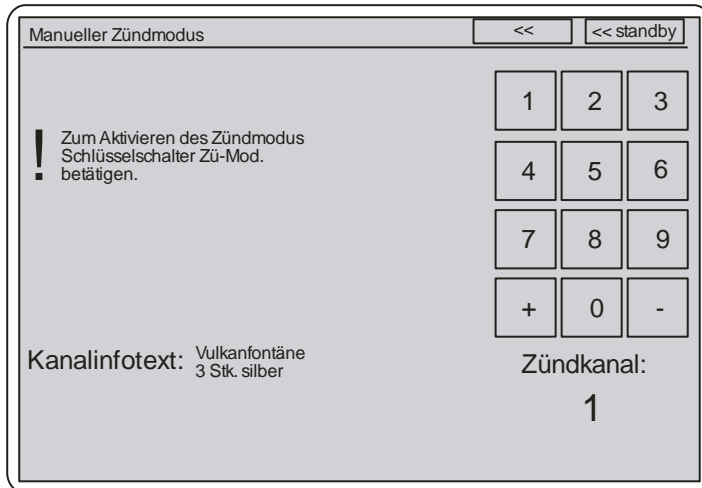 Manueller Zündmodus
<<
<< standby
! Zum Aktivieren des Zündmodus
Schlüsselschalter Zü-Mod.
betätigen.
1 2 3
4 5 6
7 8 9
+ 0 -
Kanalinfotext: Vulkanfontäne
3 Stk. silber
Zündkanal:
1